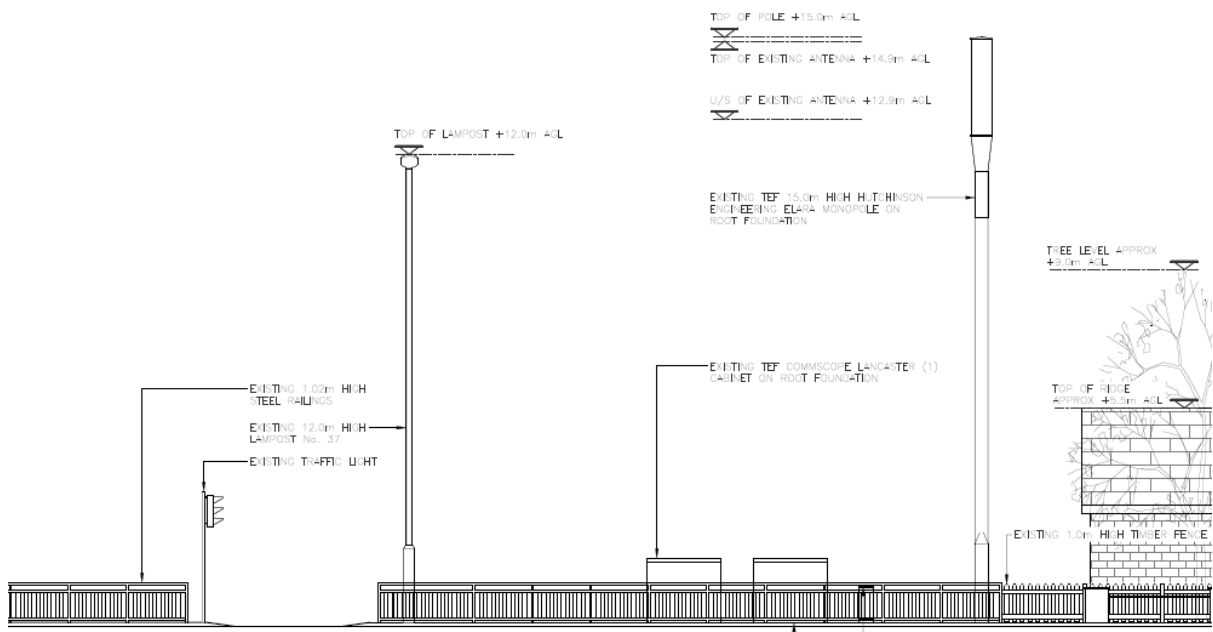 TOP OF POLE +15.0m AGL
TOP OF EXISTING ANTENNA +14.9m AGL
U/S OF EXISTING ANTENNA +12.9m AGL
TOP OF LAMPOST +12.0m AGL
EXISTING TEF 15.0m HIGH HUTCHINSON
ENGINEERING ELARA MONOPOLE ON
ROOT FOUNDATION
TREE LEVEL APPROX
+9.0m AGL
EXISTING TEF COMMSCOPE LANCASTER (1)
CABINET ON ROOT FOUNDATION
EXISTING 1.02m HIGH
STEEL RAILINGS
TOP OF RIDGE
APPROX +5.5m AGL
EXISTING 12.0m HIGH
LAMPOST No. 37
EXISTING TRAFFIC LIGHT
EXISTING 1.0m HIGH TIMBER FENCE